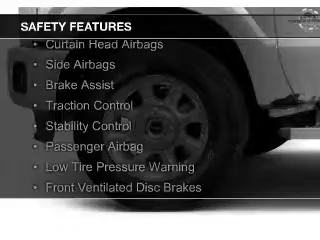 SAFETY FEATURES
• Curtain Head Airbags
• Side Airbags
• Brake Assist
• Traction Control
• Stability Control
• Passenger Airbag
• Low Tire Pressure Warning
• Front Ventilated Disc Brakes